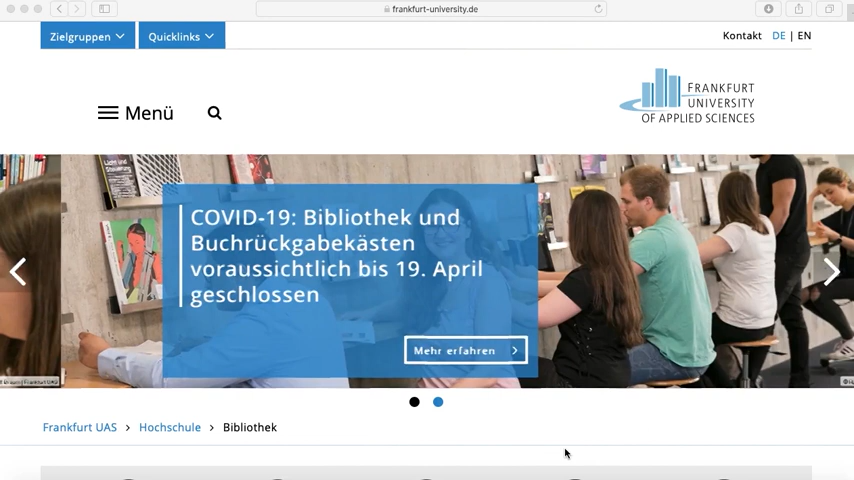 frankfurt-university.de
Zielgruppen
Quicklinks
Kontakt DE | EN
Menü
FRANKFURT
UNIVERSITY
OF APPLIED SCIENCES
COVID-19: Bibliothek und
Buchrückgabekästen
voraussichtlich bis 19. April
geschlossen
Mehr erfahren
Frankfurt UAS > Hochschule > Bibliothek